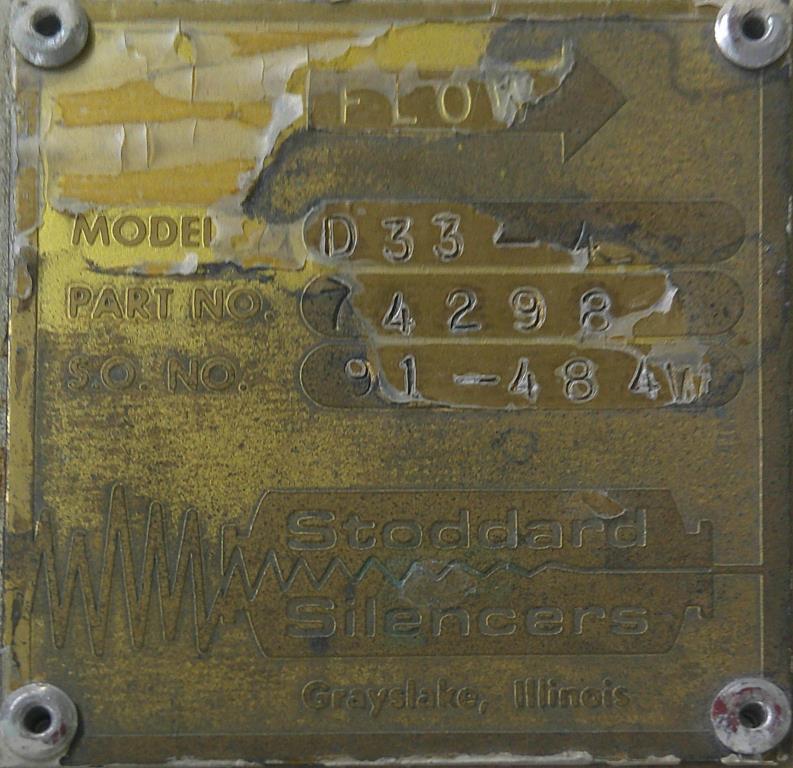 FLOW
MODEL D33-4
PART NO. 74298
S.O. NO. 91-484W
Stoddard
Silencers
Grayslake, Illinois